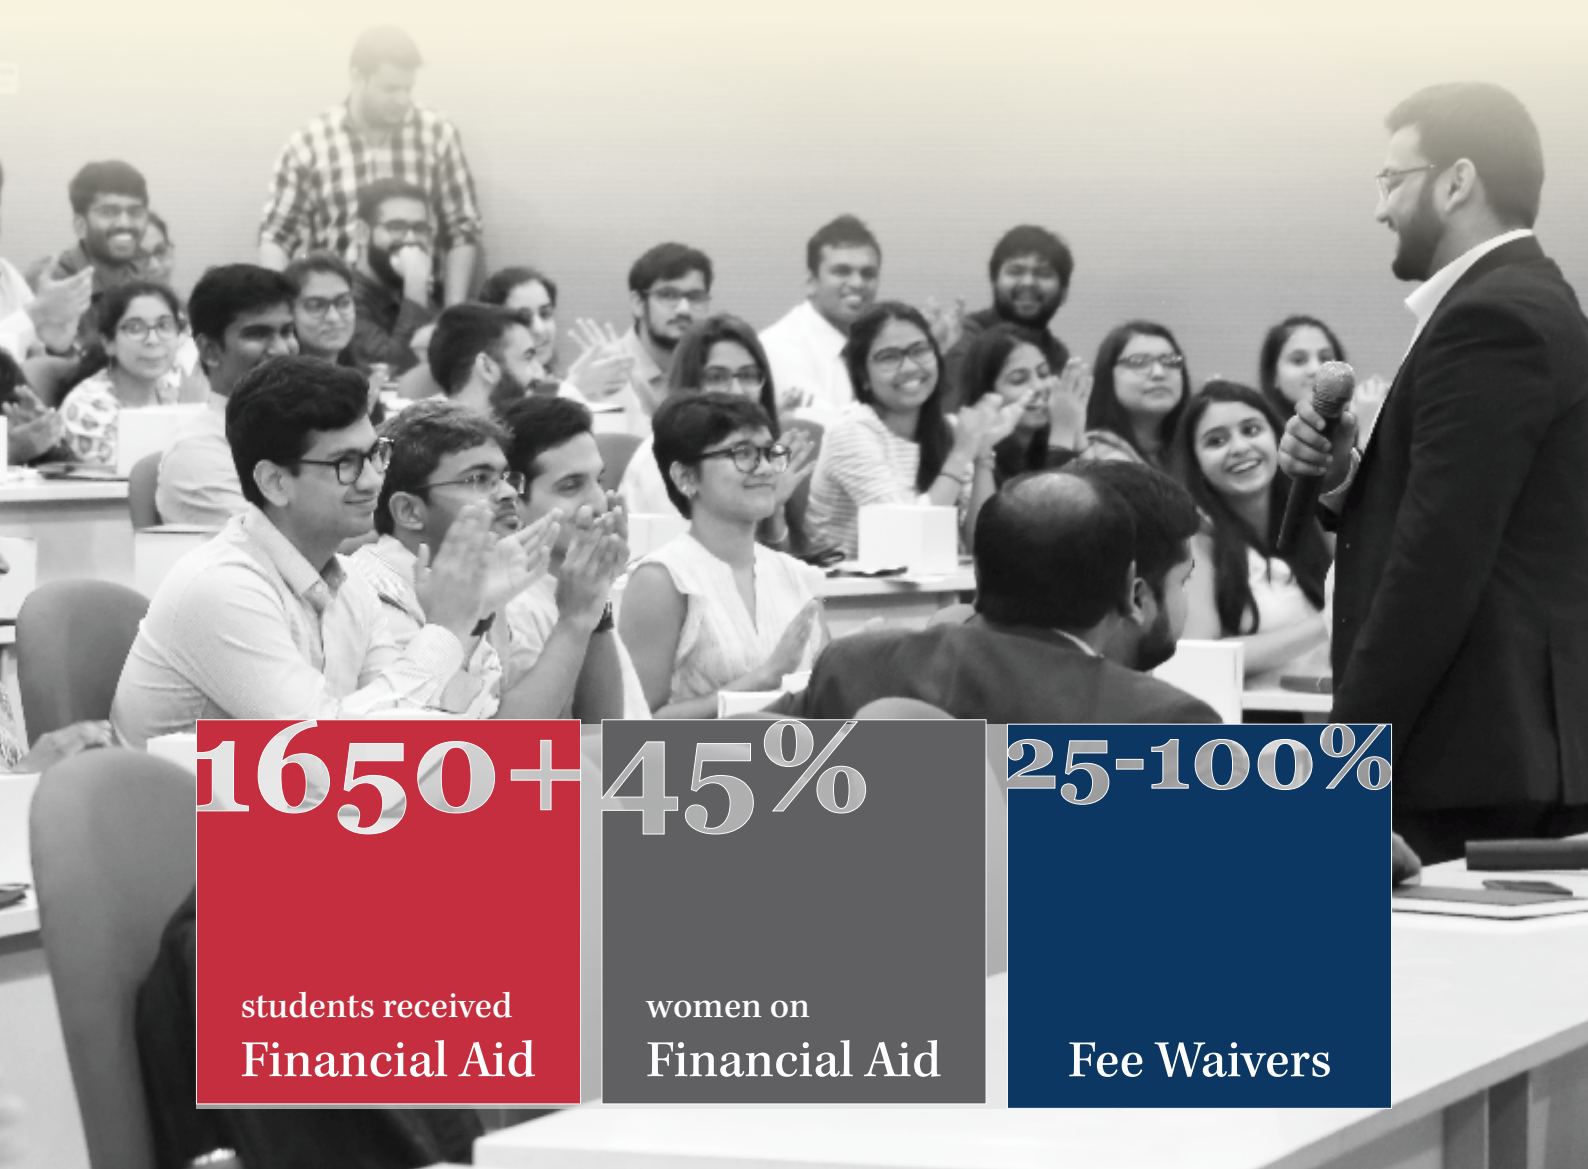 1650+
students received
Financial Aid
45%
women on
Financial Aid
25-100%
Fee Waivers